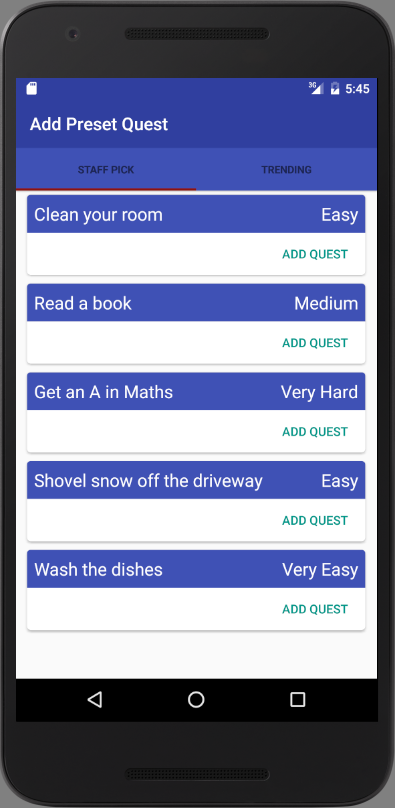 3G 5:45
Add Preset Quest
STAFF PICK TRENDING
Clean your room Easy
ADD QUEST
Read a book Medium
ADD QUEST
Get an A in Maths Very Hard
ADD QUEST
Shovel snow off the driveway Easy
ADD QUEST
Wash the dishes Very Easy
ADD QUEST